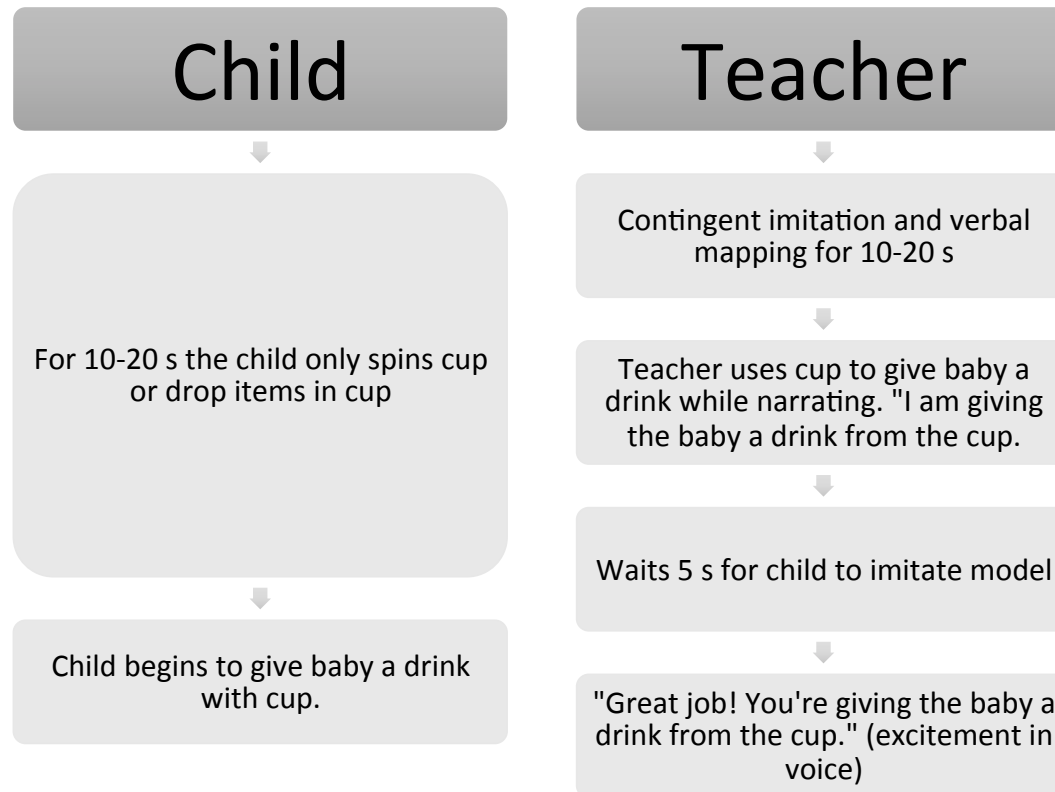 Child
For 10-20 s the child only spins cup
or drop items in cup
Child begins to give baby a drink
with cup.
Teacher
Contingent imitation and verbal
mapping for 10-20 s
Teacher uses cup to give baby a
drink while narrating. "I am giving
the baby a drink from the cup.
Waits 5 s for child to imitate model
"Great job! You're giving the baby a
drink from the cup." (excitement in
voice)